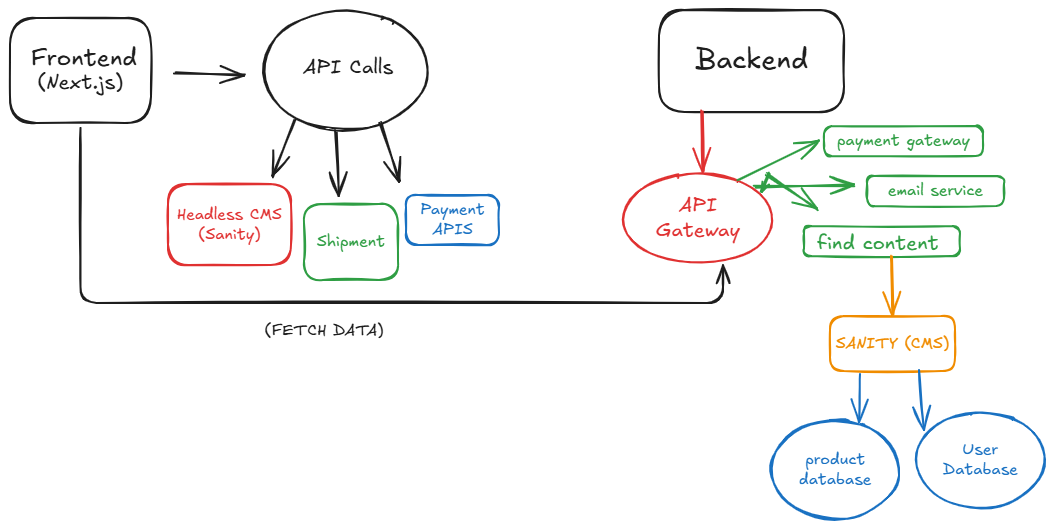 Frontend
(Next.js)
API Calls
Backend
Headless CMS
(Sanity)
Shipment
Payment
APIS
API
Gateway
payment gateway
email service
find content
(FETCH DATA)
SANITY (CMS)
product
database
User
Database